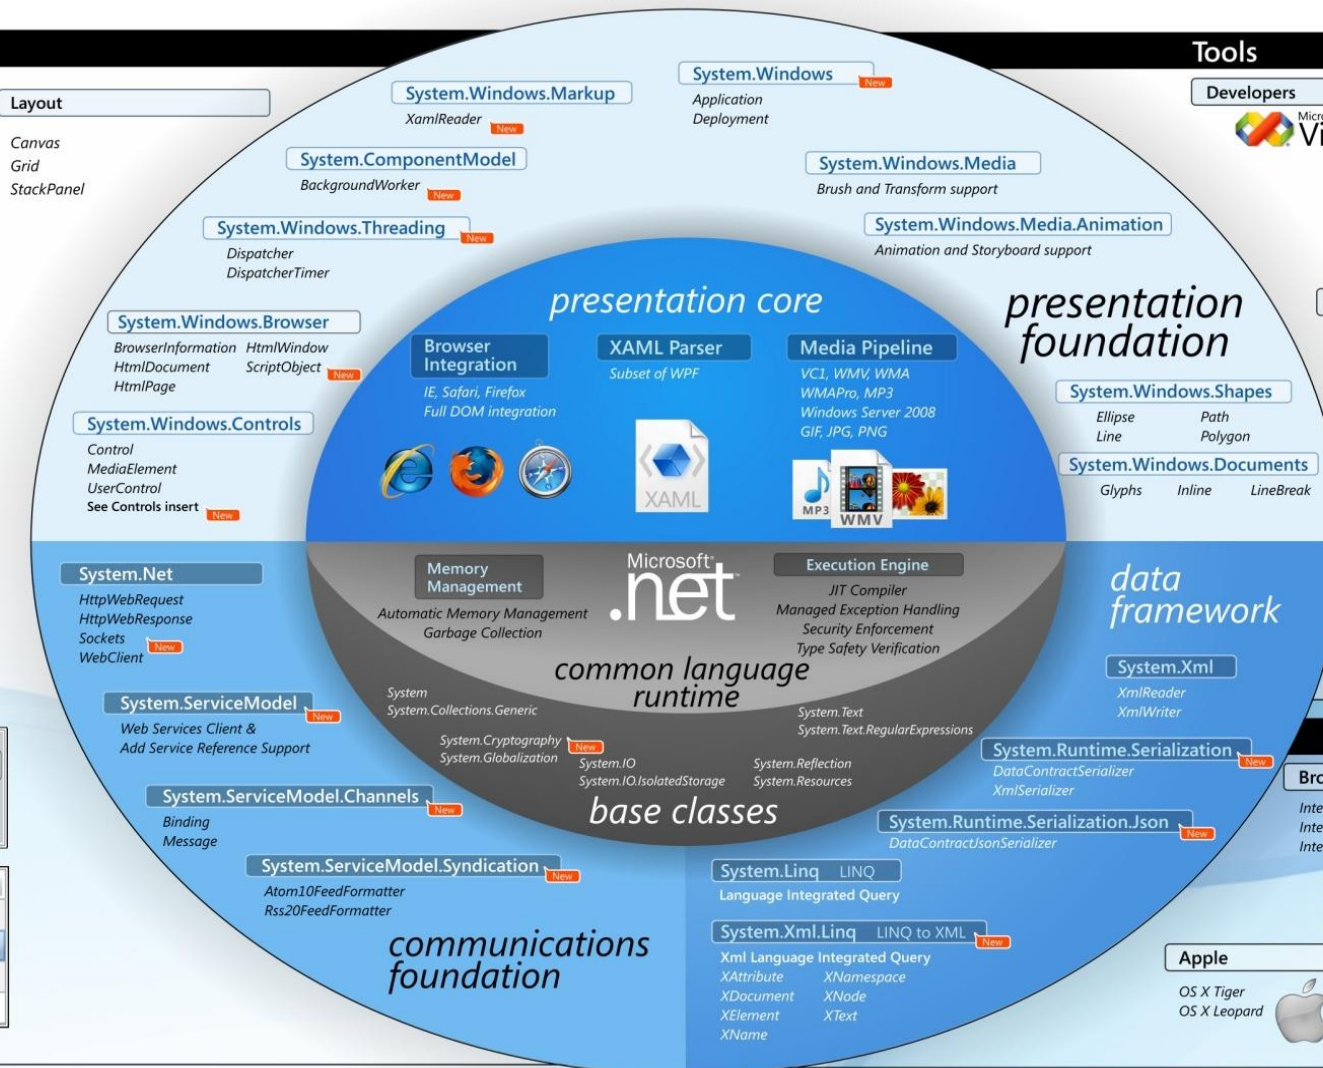 Tools
Developers
Layout
Canvas
Grid
StackPanel
System.Windows.Markup
XamlReader
New
System.Windows
New
Application
Deployment
System.ComponentModel
BackgroundWorker
New
System.Windows.Media
Brush and Transform support
System.Windows.Threading
New
Dispatcher
DispatcherTimer
System.Windows.Media.Animation
Animation and Storyboard support
presentation
foundation
System.Windows.Browser
BrowserInformation HtmlWindow
HtmlDocument ScriptObject
New
HtmlPage
System.Windows.Controls
Control
MediaElement
UserControl
See Controls insert
New
presentation core
Browser
Integration
IE, Safari, Firefox
Full DOM integration
XAML Parser
Subset of WPF
XAML
Media Pipeline
VC1, WMV, WMA
WMAPro, MP3
Windows Server 2008
GIF, JPG, PNG
MP3
WMV
System.Windows.Shapes
Ellipse Path
Line Polygon
System.Windows.Documents
Glyphs Inline LineBreak
Memory
Management
Automatic Memory Management
Garbage Collection
Microsoft
.net
Execution Engine
JIT Compiler
Managed Exception Handling
Security Enforcement
Type Safety Verification
common language
runtime
System
System.Collections.Generic
System.Cryptography
New
System.Globalization
System.IO
System.IO.IsolatedStorage
System.Text
System.Text.RegularExpressions
System.Reflection
System.Resources
base classes
System.Net
HttpWebRequest
HttpWebResponse
Sockets
New
WebClient
System.ServiceModel
New
Web Services Client &
Add Service Reference Support
System.ServiceModel.Channels
New
Binding
Message
System.ServiceModel.Syndication
New
Atom10FeedFormatter
Rss20FeedFormatter
communications
foundation
data
framework
System.Xml
XmlReader
XmlWriter
System.Runtime.Serialization
New
DataContractSerializer
XmlSerializer
System.Runtime.Serialization.Json
New
DataContractJsonSerializer
System.Linq LINQ
Language Integrated Query
System.Xml.Linq LINQ to XML
New
Xml Language Integrated Query
XAttribute XNamespace
XDocument XNode
XElement XText
XName
Apple
OS X Tiger
OS X Leopard